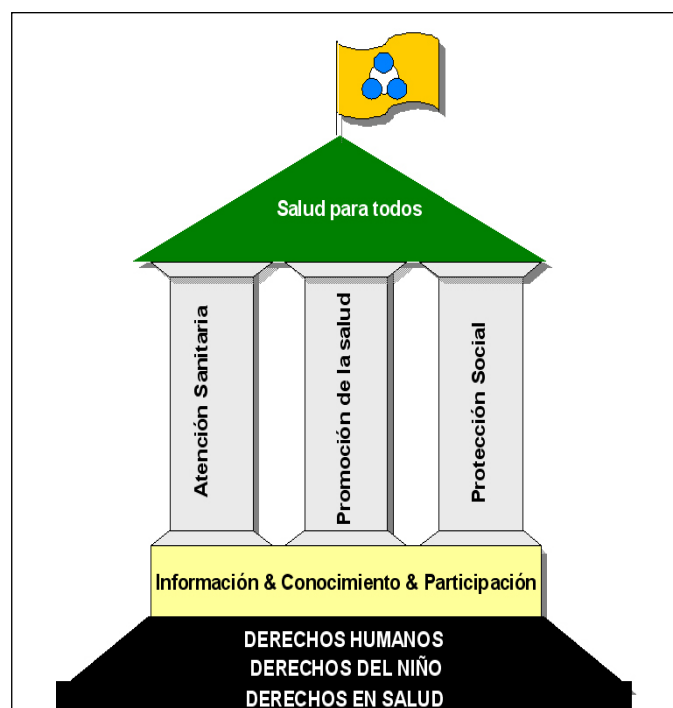 Salud para todos
Atención Sanitaria
Promoción de la salud
Protección Social
Información & Conocimiento & Participación
DERECHOS HUMANOS
DERECHOS DEL NIÑO
DERECHOS EN SALUD